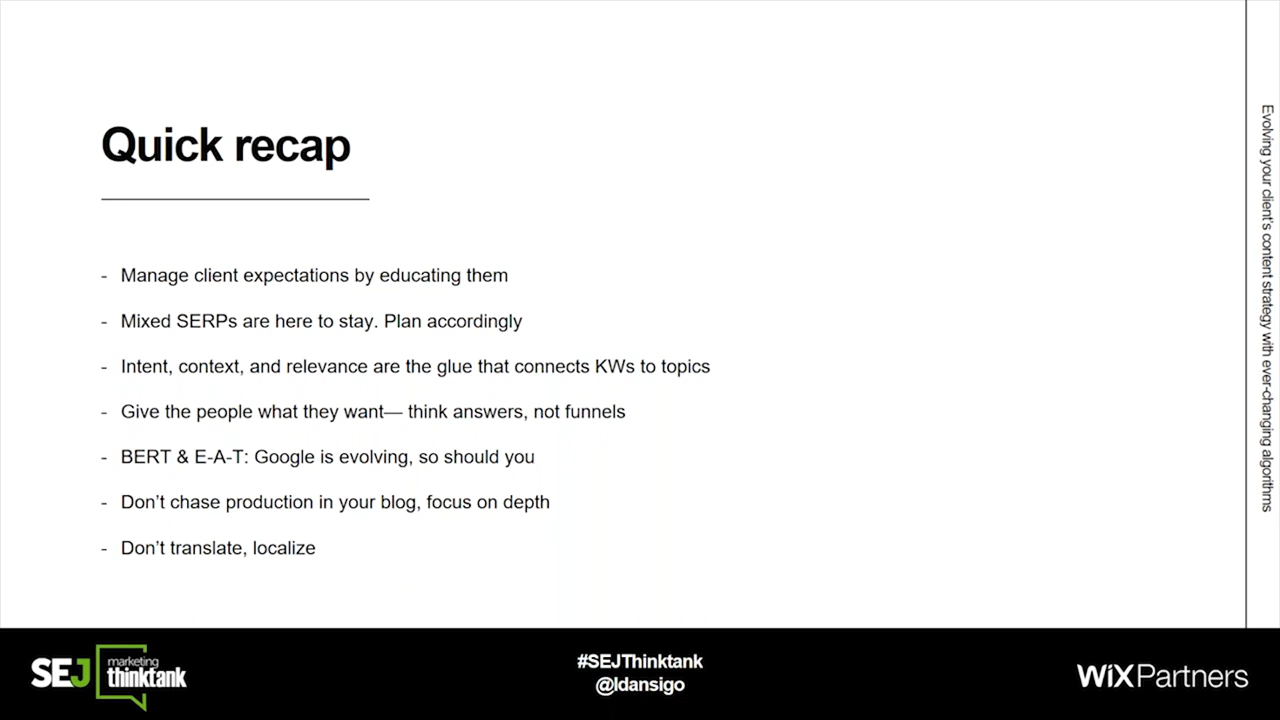 Quick recap
- Manage client expectations by educating them
- Mixed SERPs are here to stay. Plan accordingly
- Intent, context, and relevance are the glue that connects KWs to topics
- Give the people what they want— think answers, not funnels
- BERT & E-A-T: Google is evolving, so should you
- Don’t chase production in your blog, focus on depth
- Don’t translate, localize
Evolving your client’s content strategy with ever-changing algorithms
SEJ marketing
thinktank
#SEJThinktank
@Idansigo
WiXPartners